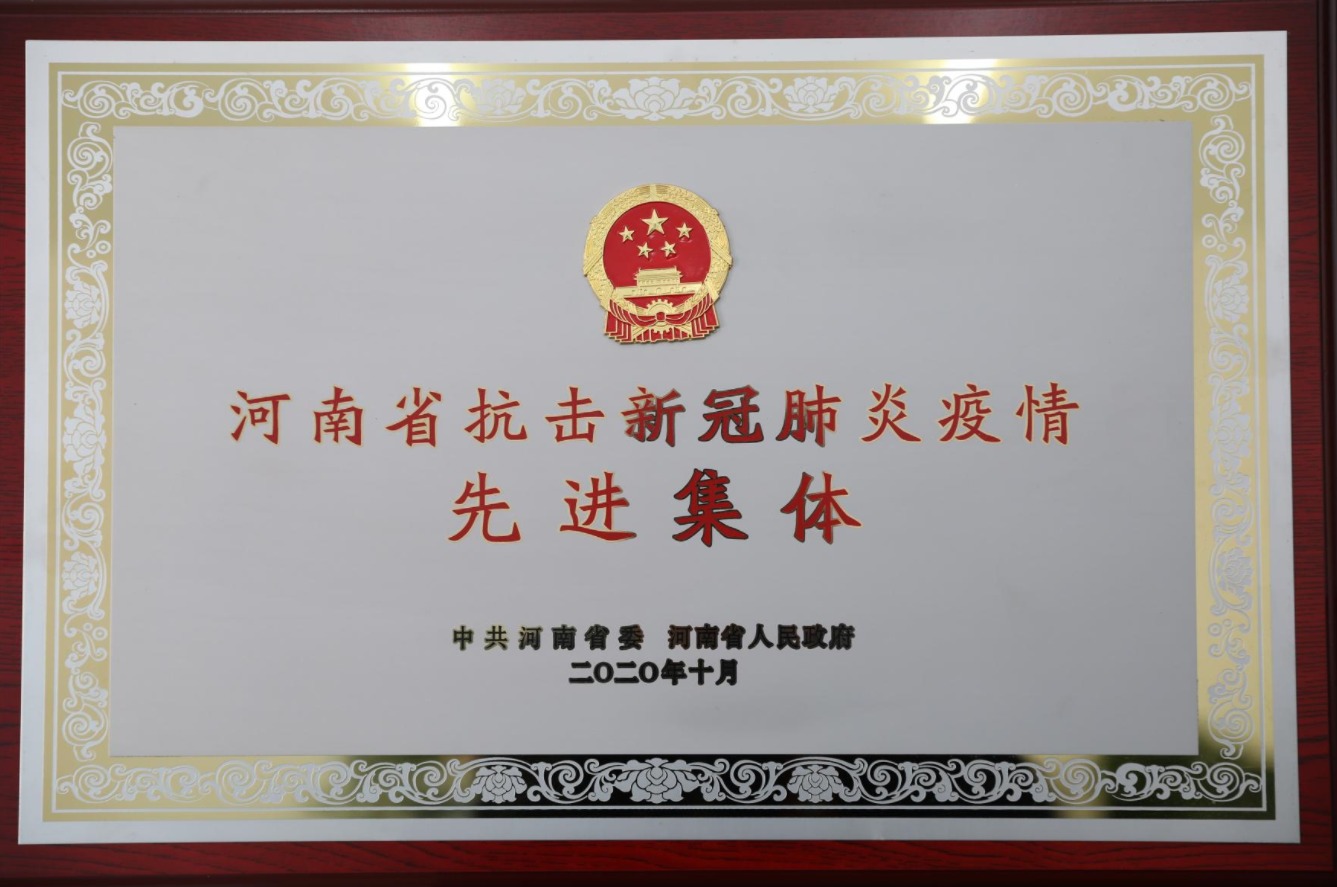 河南省抗击新冠肺炎疫情
先进集体
中共河南省委 河南省人民政府
二〇二〇年十月